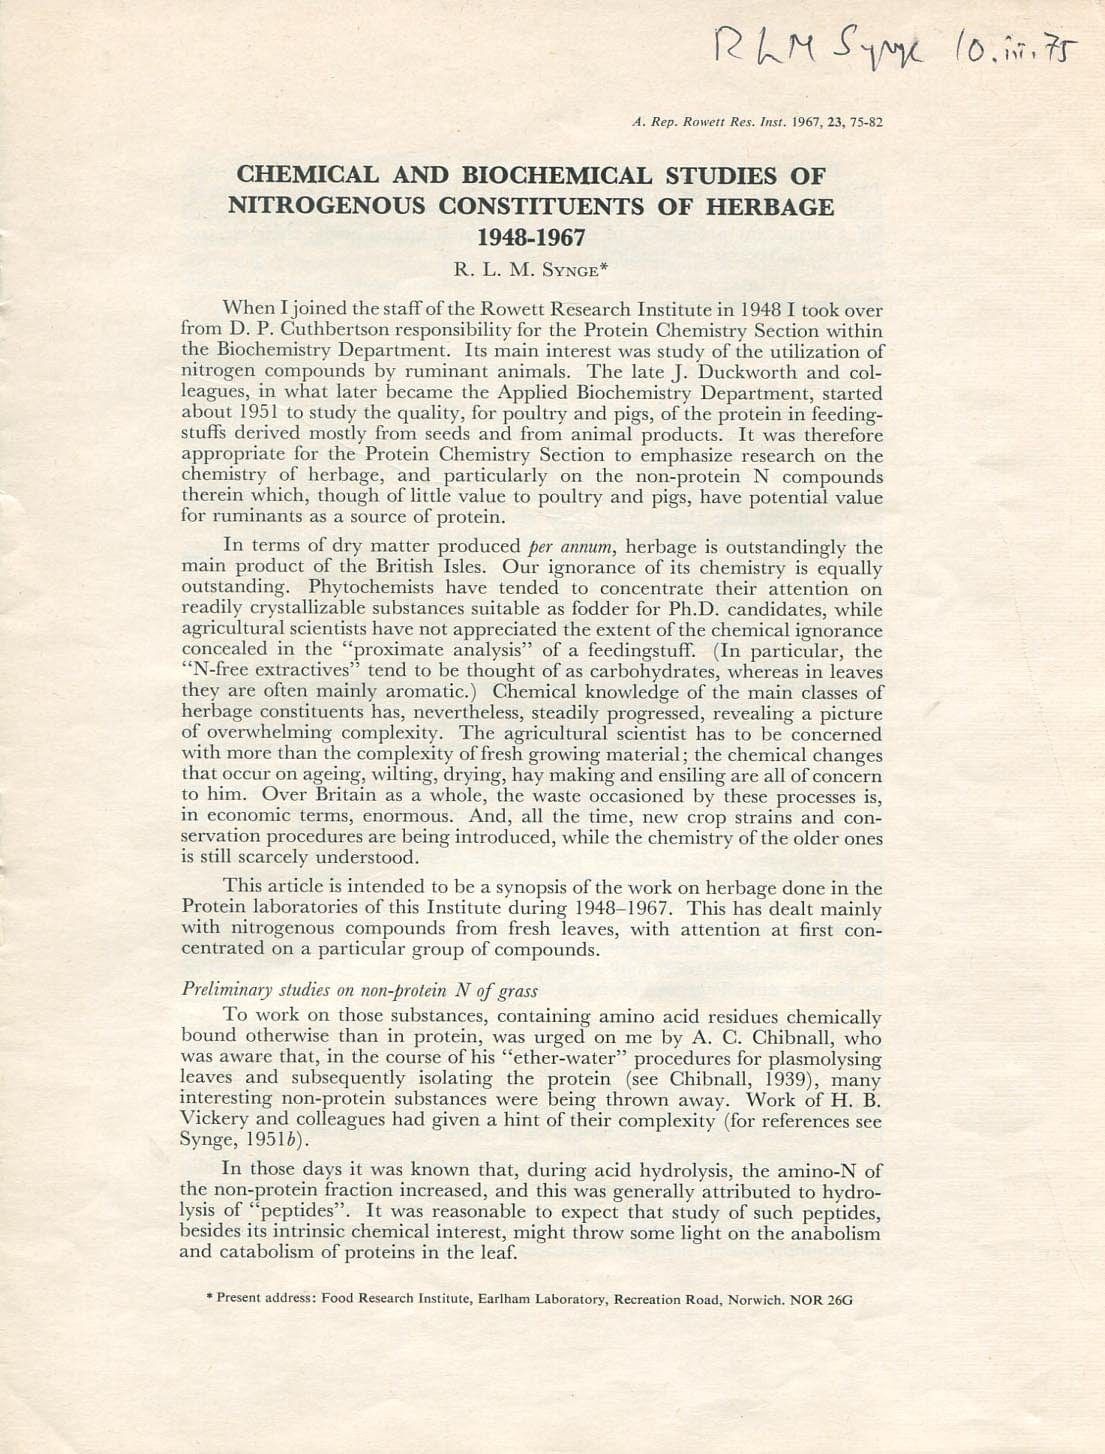 R L M Synge 10.iii.75
A. Rep. Rowett Res. Inst. 1967, 23, 75-82
CHEMICAL AND BIOCHEMICAL STUDIES OF
NITROGENOUS CONSTITUENTS OF HERBAGE
1948-1967
R. L. M. SYNGE*
When I joined the staff of the Rowett Research Institute in 1948 I took over
from D. P. Cuthbertson responsibility for the Protein Chemistry Section within
the Biochemistry Department. Its main interest was study of the utilization of
nitrogen compounds by ruminant animals. The late J. Duckworth and col-
leagues, in what later became the Applied Biochemistry Department, started
about 1951 to study the quality, for poultry and pigs, of the protein in feeding-
stuffs derived mostly from seeds and from animal products. It was therefore
appropriate for the Protein Chemistry Section to emphasize research on the
chemistry of herbage, and particularly on the non-protein N compounds
therein which, though of little value to poultry and pigs, have potential value
for ruminants as a source of protein.
In terms of dry matter produced per annum, herbage is outstandingly the
main product of the British Isles. Our ignorance of its chemistry is equally
outstanding. Phytochemists have tended to concentrate their attention on
readily crystallizable substances suitable as fodder for Ph.D. candidates, while
agricultural scientists have not appreciated the extent of the chemical ignorance
concealed in the "proximate analysis" of a feedingstuff. (In particular, the
"N-free extractives" tend to be thought of as carbohydrates, whereas in leaves
they are often mainly aromatic.) Chemical knowledge of the main classes of
herbage constituents has, nevertheless, steadily progressed, revealing a picture
of overwhelming complexity. The agricultural scientist has to be concerned
with more than the complexity of fresh growing material; the chemical changes
that occur on ageing, wilting, drying, hay making and ensiling are all of concern
to him. Over Britain as a whole, the waste occasioned by these processes is,
in economic terms, enormous. And, all the time, new crop strains and con-
servation procedures are being introduced, while the chemistry of the older ones
is still scarcely understood.
This article is intended to be a synopsis of the work on herbage done in the
Protein laboratories of this Institute during 1948–1967. This has dealt mainly
with nitrogenous compounds from fresh leaves, with attention at first con-
centrated on a particular group of compounds.
Preliminary studies on non-protein N of grass
To work on those substances, containing amino acid residues chemically
bound otherwise than in protein, was urged on me by A. C. Chibnall, who
was aware that, in the course of his "ether-water" procedures for plasmolysing
leaves and subsequently isolating the protein (see Chibnall, 1939), many
interesting non-protein substances were being thrown away. Work of H. B.
Vickery and colleagues had given a hint of their complexity (for references see
Synge, 1951b).
In those days it was known that, during acid hydrolysis, the amino-N of
the non-protein fraction increased, and this was generally attributed to hydro-
lysis of "peptides". It was reasonable to expect that study of such peptides,
besides its intrinsic chemical interest, might throw some light on the anabolism
and catabolism of proteins in the leaf.
* Present address: Food Research Institute, Earlham Laboratory, Recreation Road, Norwich. NOR 26G